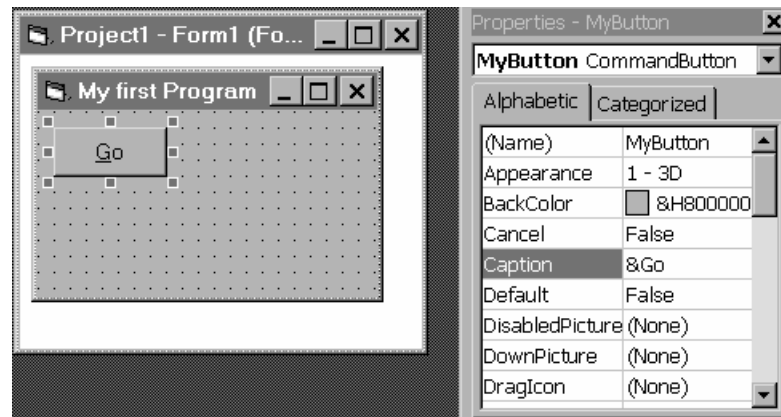 Project1 - Form1 (Fo...
My first Program
Go
Properties - MyButton
MyButton CommandButton
Alphabetic Categorized
(Name) MyButton
Appearance 1 - 3D
BackColor &H800000
Cancel False
Caption &Go
Default False
DisabledPicture (None)
DownPicture (None)
DragIcon (None)